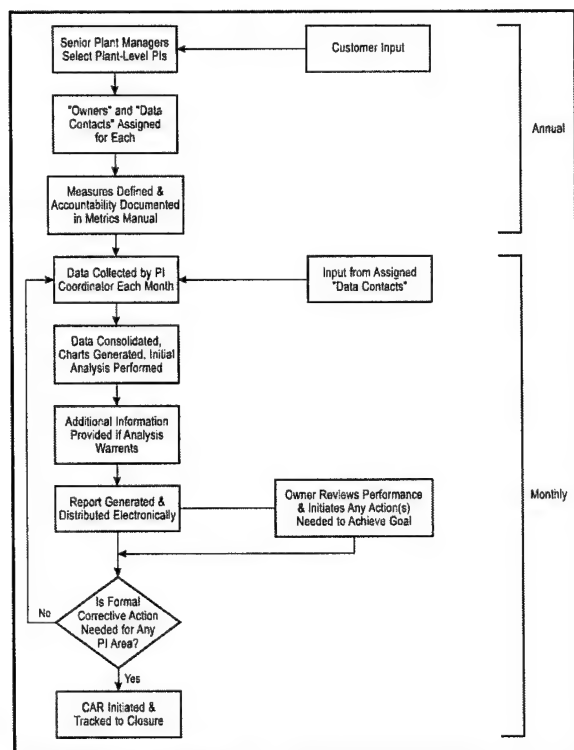 Senior Plant Managers
Select Plant-Level PIs
Customer Input
"Owners" and "Data
Contacts" Assigned
for Each
Annual
Measures Defined &
Accountability Documented
in Metrics Manual
Data Collected by PI
Coordinator Each Month
Input from Assigned
"Data Contacts"
Data Consolidated,
Charts Generated, Initial
Analysis Performed
Additional Information
Provided if Analysis
Warrants
Monthly
Report Generated &
Distributed Electronically
Owner Reviews Performance
& Initiates Any Action(s)
Needed to Achieve Goal
No
Is Formal
Corrective Action
Needed for Any
PI Area?
Yes
CAR Initiated &
Tracked to Closure